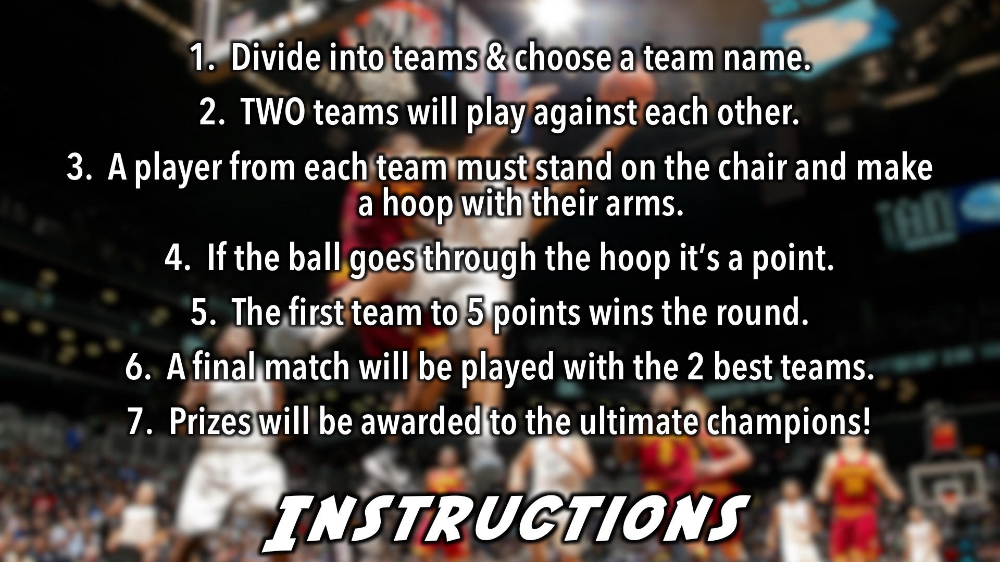 1. Divide into teams & choose a team name.
2. TWO teams will play against each other.
3. A player from each team must stand on the chair and make
a hoop with their arms.
4. If the ball goes through the hoop it’s a point.
5. The first team to 5 points wins the round.
6. A final match will be played with the 2 best teams.
7. Prizes will be awarded to the ultimate champions!
INSTRUCTIONS